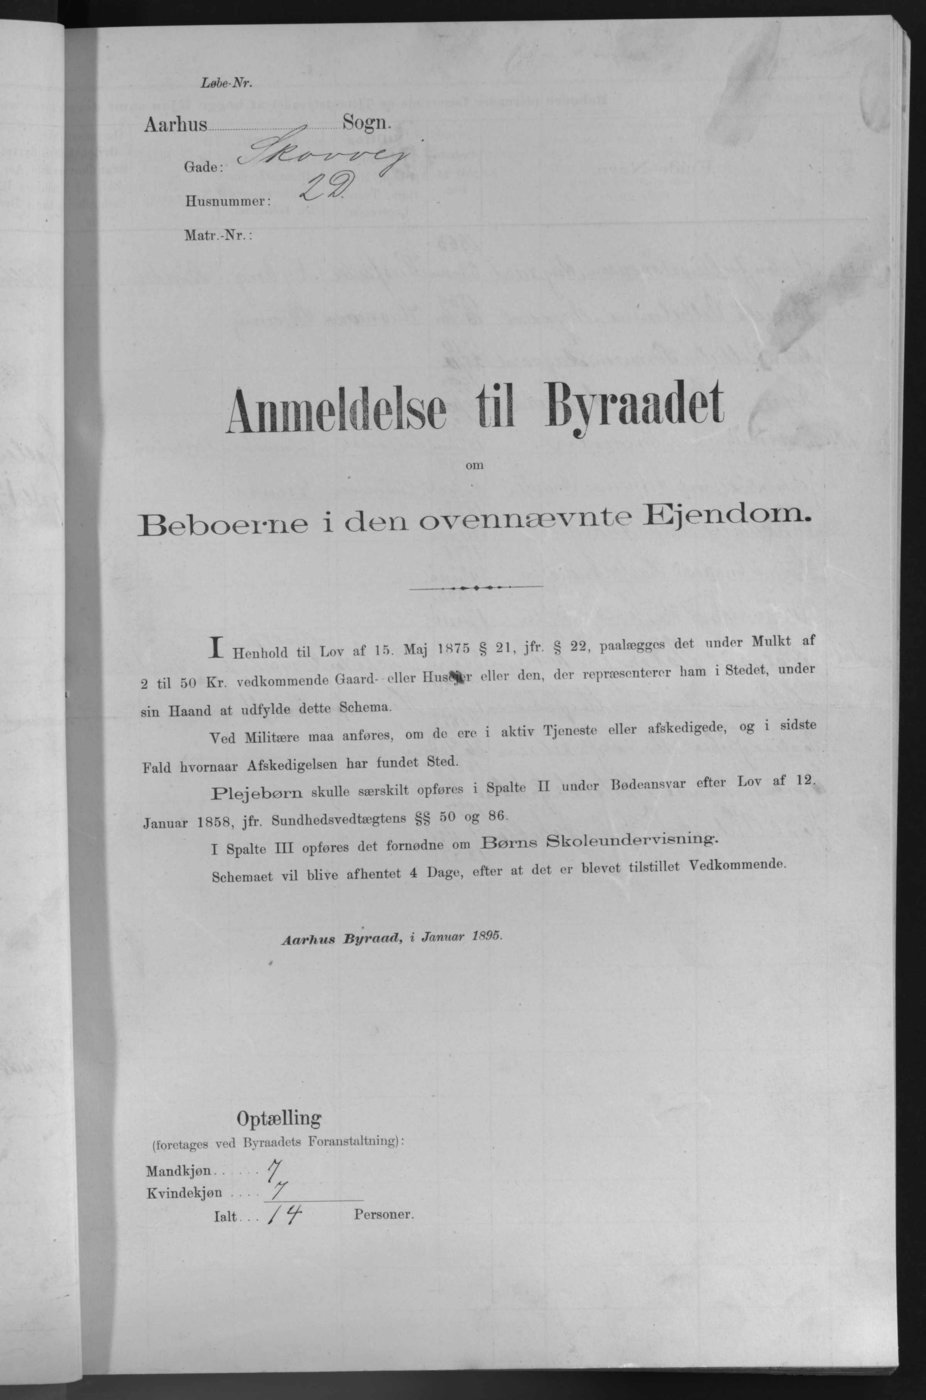 Løbe-Nr.
Aarhus Sogn.
Gade: Skovvej
Husnummer: 2D.
Matr.-Nr.:
Anmeldelse til Byraadet
om
Beboerne i den ovennævnte Ejendom.
I Henhold til Lov af 15. Maj 1875 § 21, jfr. § 22, paalægges det under Mulkt af
2 til 50 Kr. vedkommende Gaard- eller Husejer eller den, der repræsenterer ham i Stedet, under
sin Haand at udfylde dette Schema.
Ved Militære maa anføres, om de ere i aktiv Tjeneste eller afskedigede, og i sidste
Fald hvornaar Afskedigelsen har fundet Sted.
Plejebørn skulle særskilt opføres i Spalte II under Bødeansvar efter Lov af 12.
Januar 1858, jfr. Sundhedsvedtægtens §§ 50 og 86.
I Spalte III opføres det fornødne om Børns Skoleundervisning.
Schemaet vil blive afhentet 4 Dage, efter at det er blevet tilstillet Vedkommende.
Aarhus Byraad, i Januar 1895.
Optælling
(foretages ved Byraadets Foranstaltning):
Mandkjøn...... 7
Kvindekjøn .... 7
Ialt... 14 Personer.